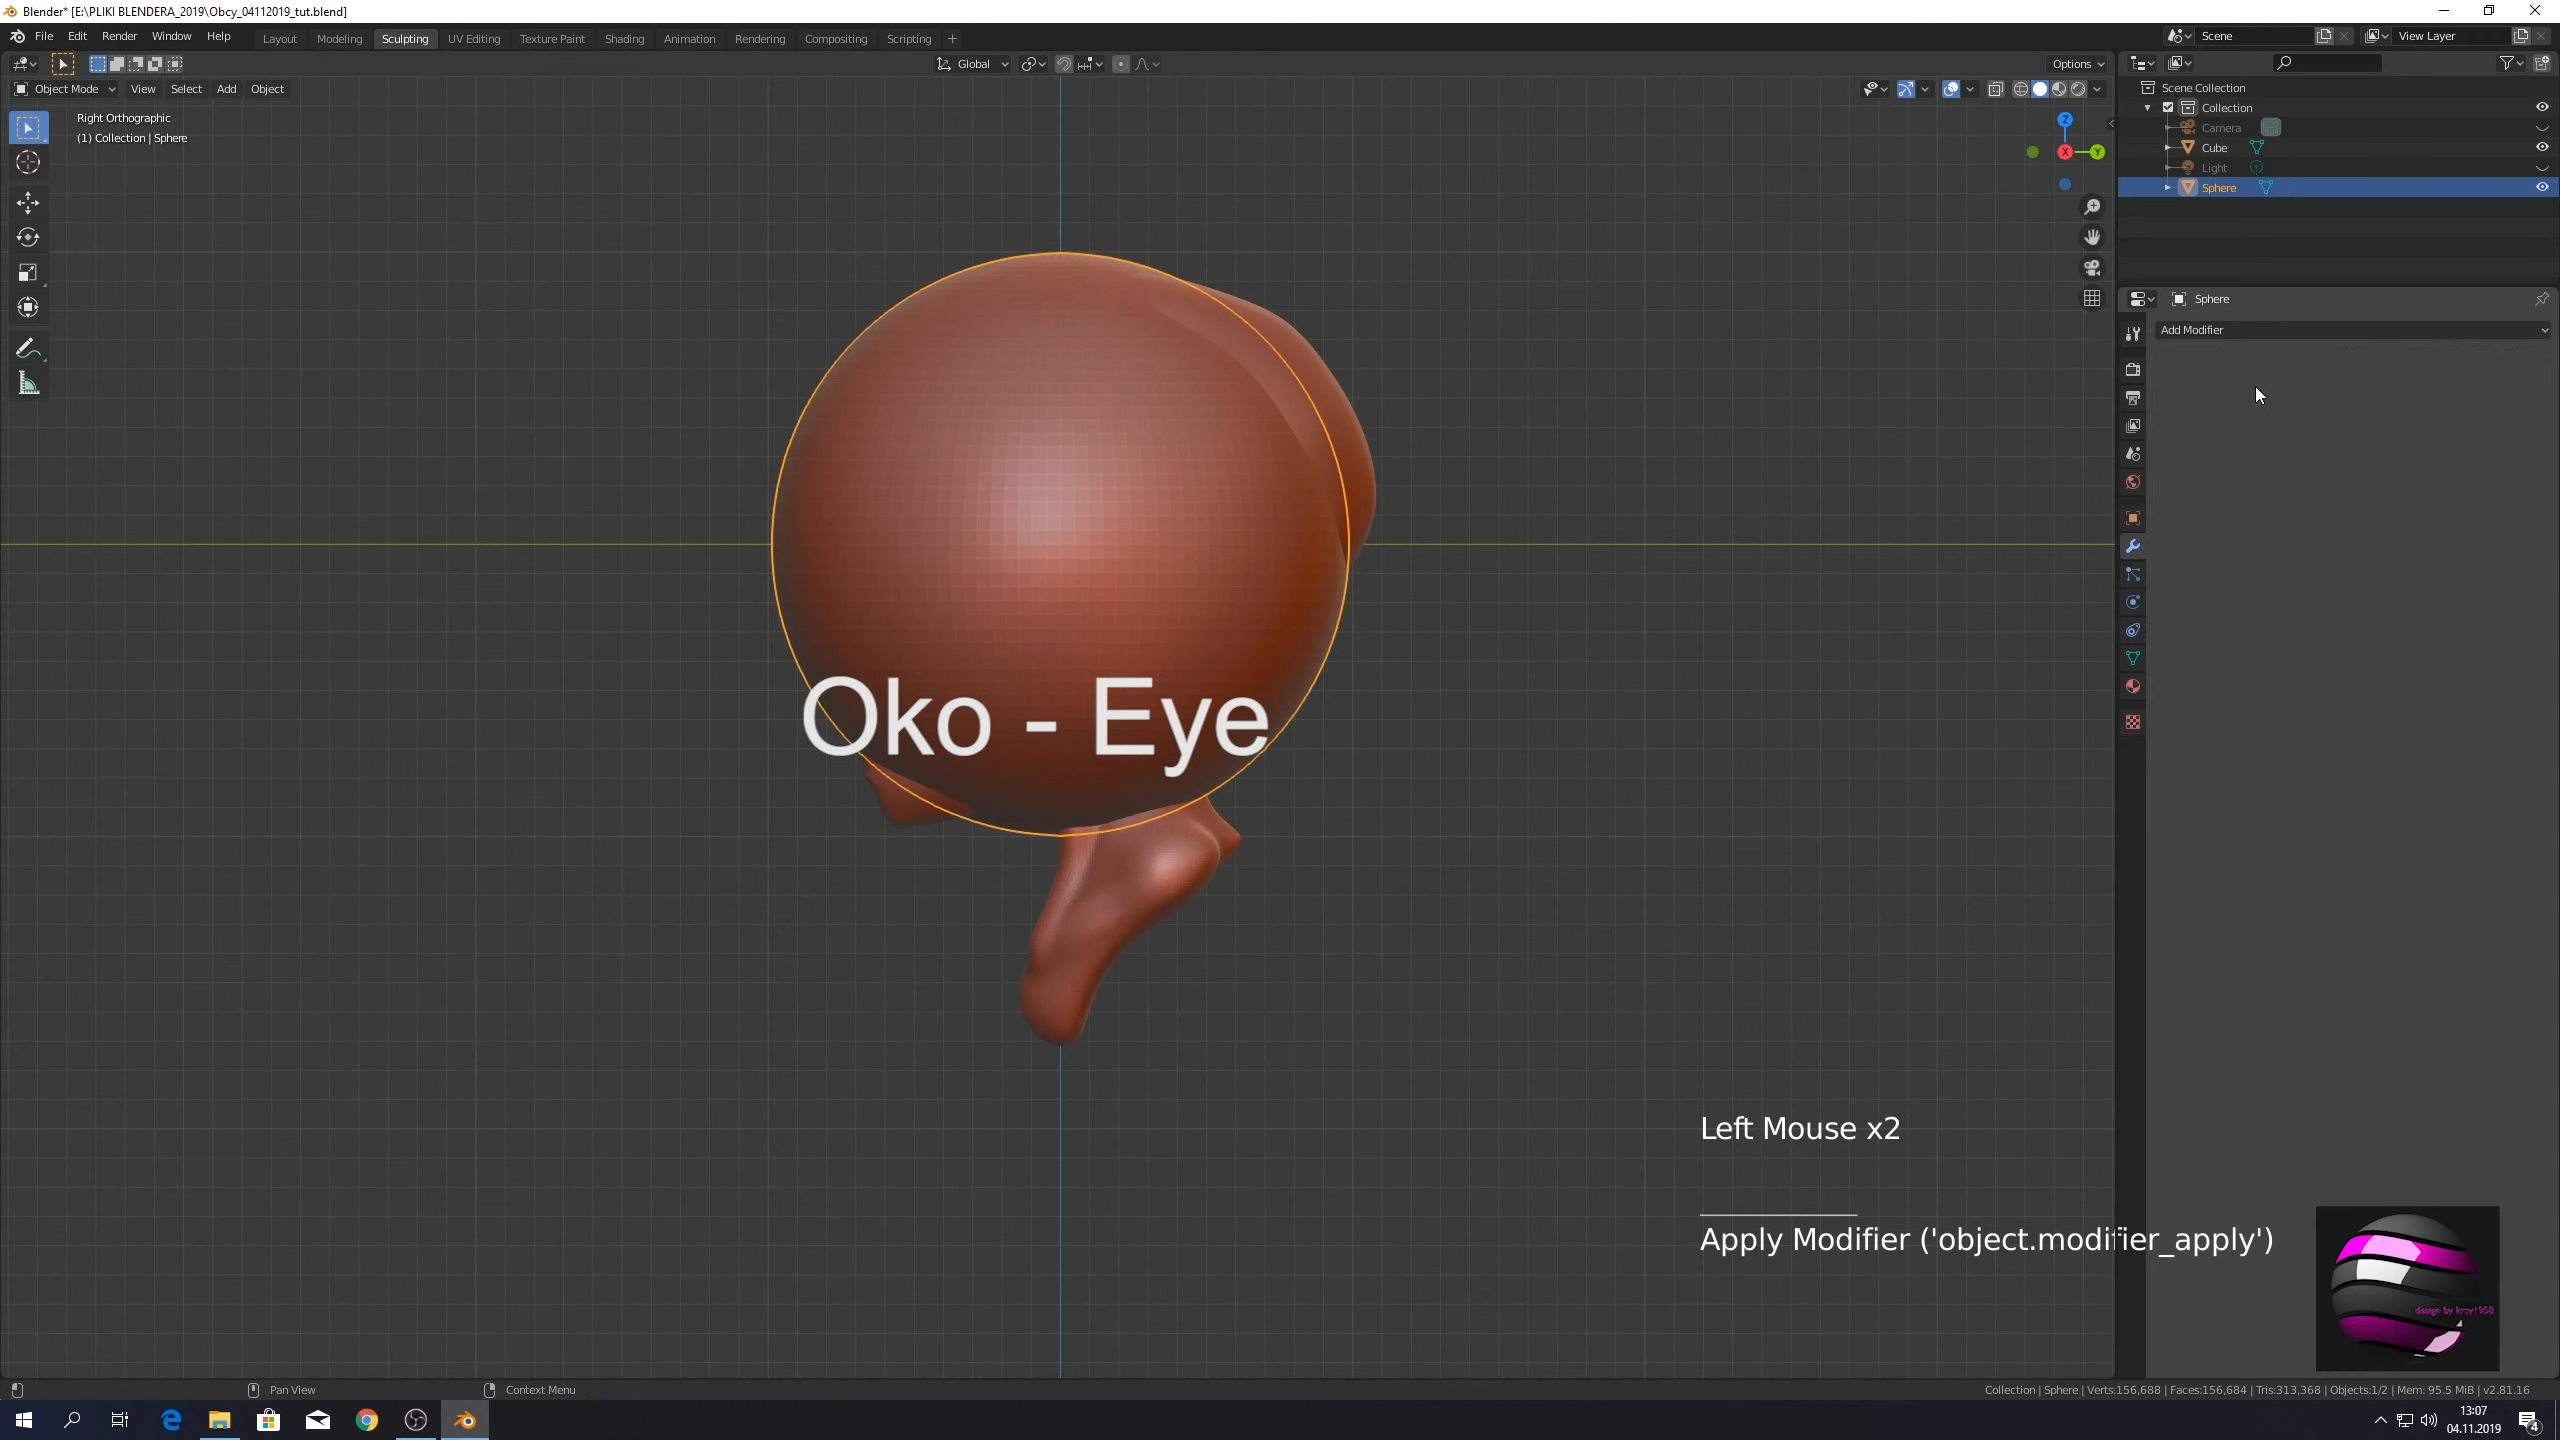 Blender* [E:\PLIKI BLENDERA_2019\Obcy_04112019_tut.blend]
File Edit Render Window Help Layout Modeling Sculpting UV Editing Texture Paint Shading Animation Rendering Compositing Scripting + Scene View Layer
Global Options
Object Mode View Select Add Object
Scene Collection
Right Orthographic
(1) Collection | Sphere
Collection
Camera
Cube
Light
Sphere
Z
X
Y
Sphere
Add Modifier
Oko - Eye
Left Mouse x2
Apply Modifier ('object.modifier_apply')
design by krzy1958
Pan View Context Menu Collection | Sphere | Verts:156,688 | Faces:156,684 | Tris:313,368 | Objects:1/2 | Mem: 95.5 MiB | v2.81.16
13:07
04.11.2019
4